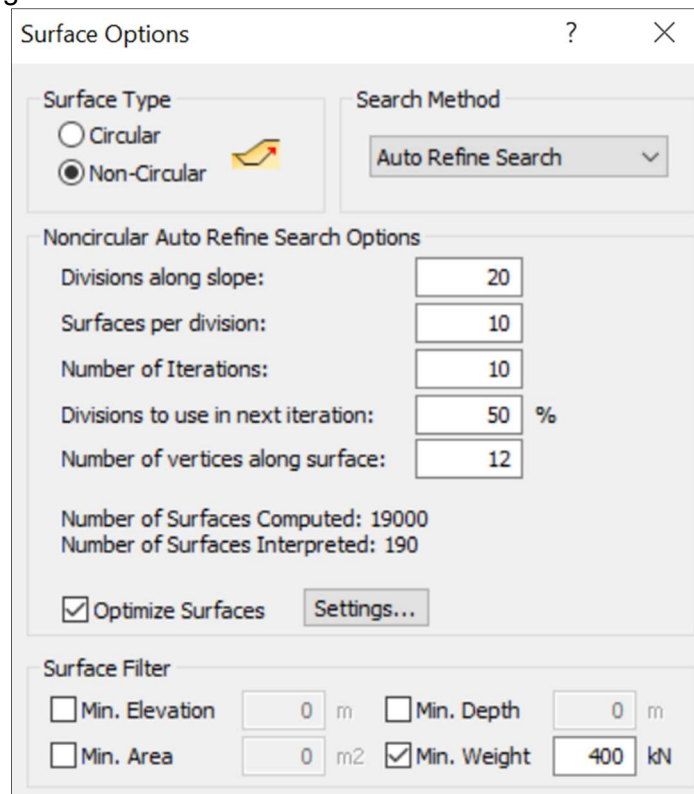 Surface Options ?
Surface Type
Circular
Non-Circular
Search Method
Auto Refine Search
Noncircular Auto Refine Search Options
Divisions along slope: 20
Surfaces per division: 10
Number of Iterations: 10
Divisions to use in next iteration: 50 %
Number of vertices along surface: 12
Number of Surfaces Computed: 19000
Number of Surfaces Interpreted: 190
Optimize Surfaces Settings...
Surface Filter
Min. Elevation 0 m Min. Depth 0 m
Min. Area 0 m2 Min. Weight 400 kN